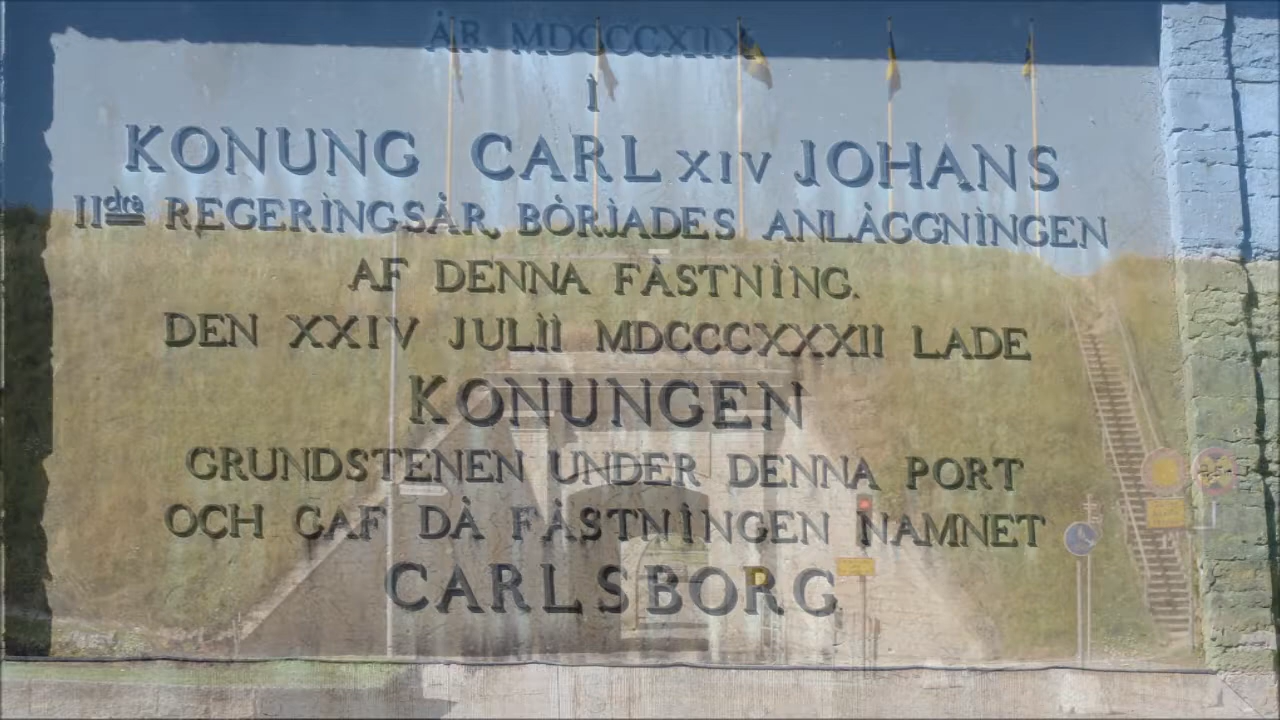 ÅR MDCCCXIX
I
KONUNG CARL XIV JOHANS
IIdra REGERINGSÅR BÖRJADES ANLÄGGNINGEN
AF DENNA FÄSTNING.
DEN XXIV JULII MDCCCXXXII LADE
KONUNGEN
GRUNDSTENEN UNDER DENNA PORT
OCH GAF DÅ FÄSTNINGEN NAMNET
CARLSBORG